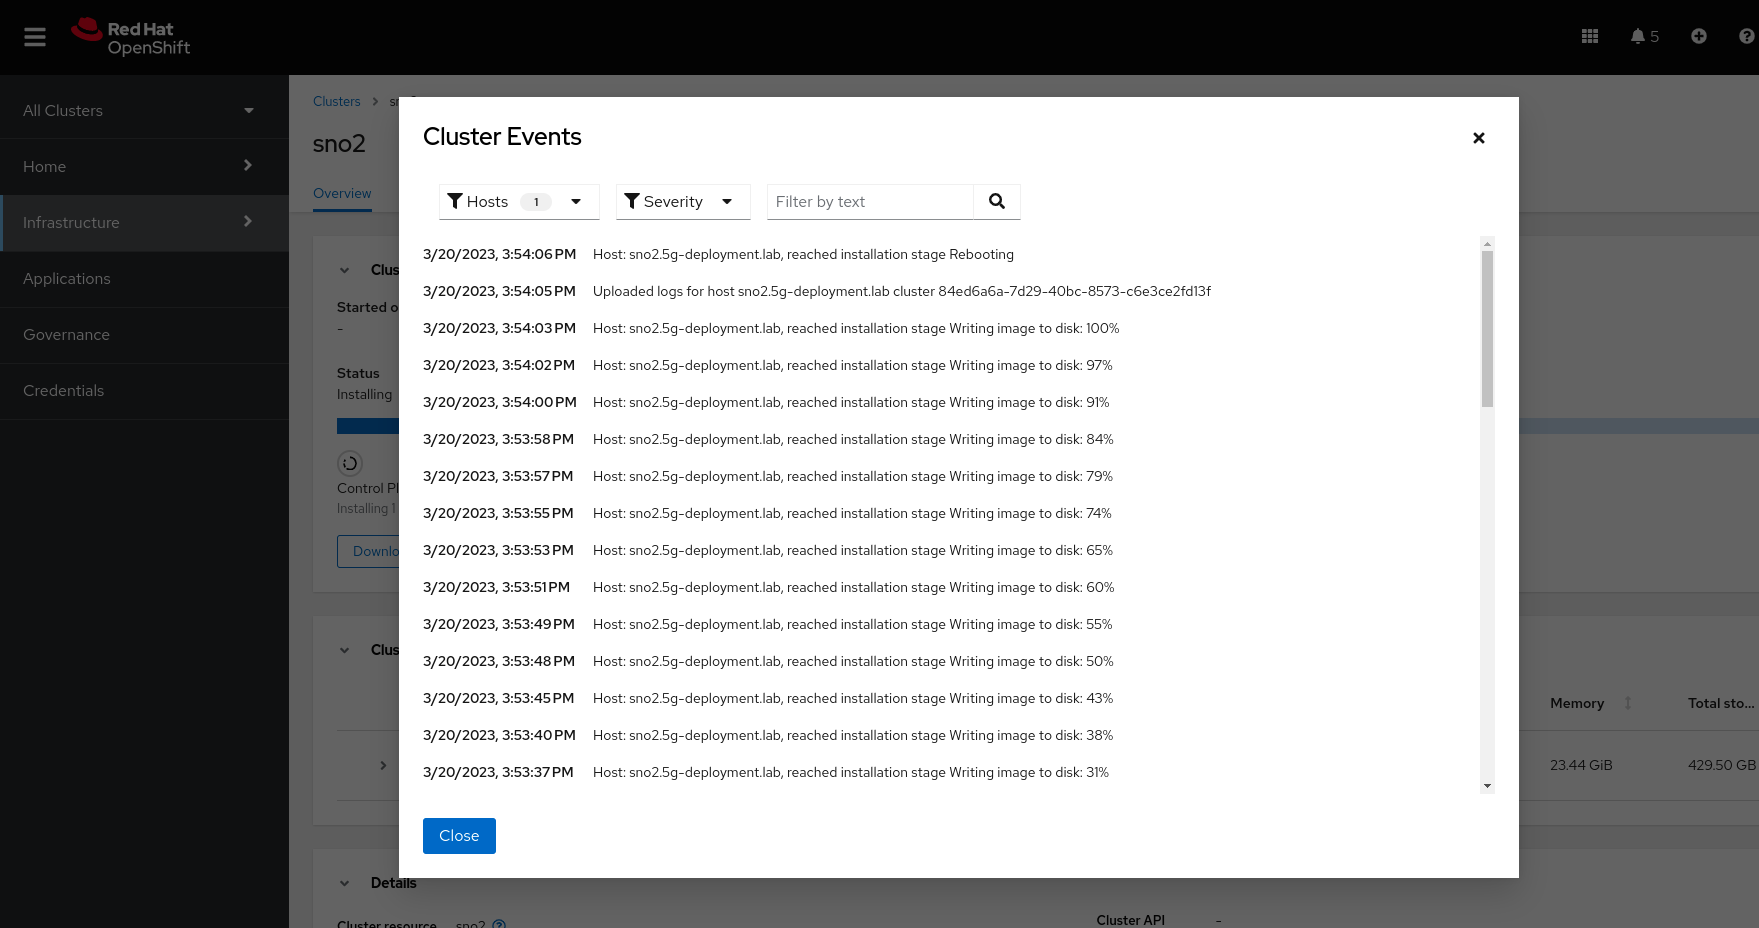 Red Hat
OpenShift
5
All Clusters
Home
Infrastructure
Applications
Governance
Credentials
Clusters
sno2
Overview
Started o
-
Status
Installing
Control Pl
Installing 1
Downlo
Clus
Clus
Memory
Total sto...
23.44 GiB
429.50 GB
Details
Cluster resource
sno2
Cluster API
-
Cluster Events
Hosts 1
Severity
Filter by text
3/20/2023, 3:54:06 PM Host: sno2.5g-deployment.lab, reached installation stage Rebooting
3/20/2023, 3:54:05 PM Uploaded logs for host sno2.5g-deployment.lab cluster 84ed6a6a-7d29-40bc-8573-c6e3ce2fd13f
3/20/2023, 3:54:03 PM Host: sno2.5g-deployment.lab, reached installation stage Writing image to disk: 100%
3/20/2023, 3:54:02 PM Host: sno2.5g-deployment.lab, reached installation stage Writing image to disk: 97%
3/20/2023, 3:54:00 PM Host: sno2.5g-deployment.lab, reached installation stage Writing image to disk: 91%
3/20/2023, 3:53:58 PM Host: sno2.5g-deployment.lab, reached installation stage Writing image to disk: 84%
3/20/2023, 3:53:57 PM Host: sno2.5g-deployment.lab, reached installation stage Writing image to disk: 79%
3/20/2023, 3:53:55 PM Host: sno2.5g-deployment.lab, reached installation stage Writing image to disk: 74%
3/20/2023, 3:53:53 PM Host: sno2.5g-deployment.lab, reached installation stage Writing image to disk: 65%
3/20/2023, 3:53:51 PM Host: sno2.5g-deployment.lab, reached installation stage Writing image to disk: 60%
3/20/2023, 3:53:49 PM Host: sno2.5g-deployment.lab, reached installation stage Writing image to disk: 55%
3/20/2023, 3:53:48 PM Host: sno2.5g-deployment.lab, reached installation stage Writing image to disk: 50%
3/20/2023, 3:53:45 PM Host: sno2.5g-deployment.lab, reached installation stage Writing image to disk: 43%
3/20/2023, 3:53:40 PM Host: sno2.5g-deployment.lab, reached installation stage Writing image to disk: 38%
3/20/2023, 3:53:37 PM Host: sno2.5g-deployment.lab, reached installation stage Writing image to disk: 31%
Close